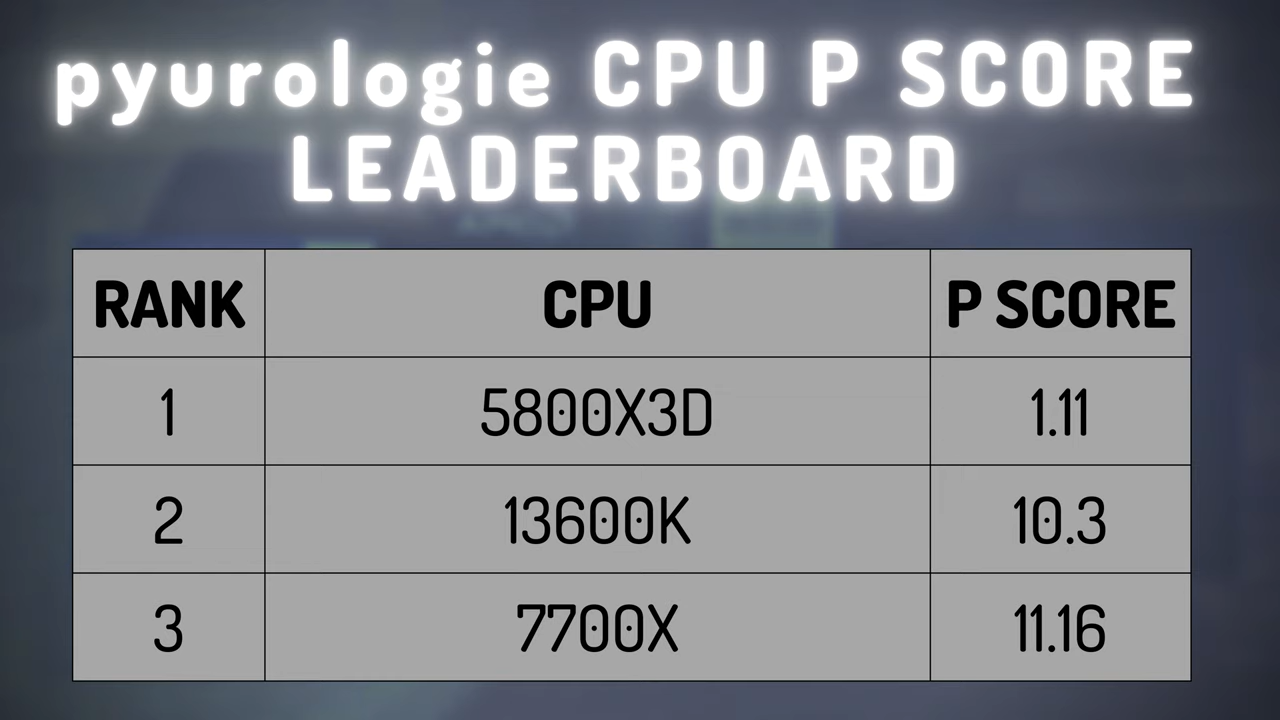 pyurologie CPU P SCORE
LEADERBOARD
RANK CPU P SCORE
1 5800X3D 1.11
2 13600K 10.3
3 7700X 11.16